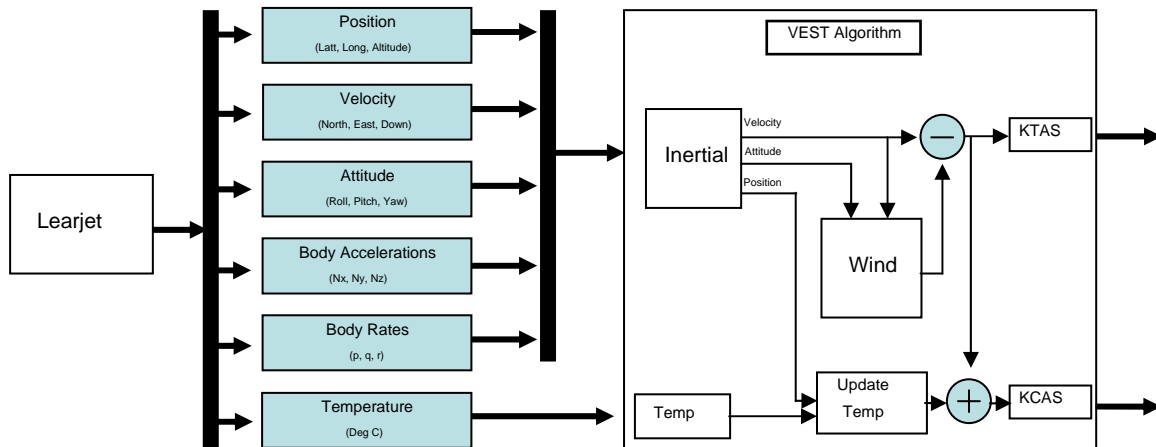 Learjet
Position
(Latt, Long, Altitude)
Velocity
(North, East, Down)
Attitude
(Roll, Pitch, Yaw)
Body Accelerations
(Nx, Ny, Nz)
Body Rates
(p, q, r)
Temperature
(Deg C)
VEST Algorithm
Inertial
Velocity
Attitude
Position
Wind
KTAS
Temp
Update
Temp
KCAS